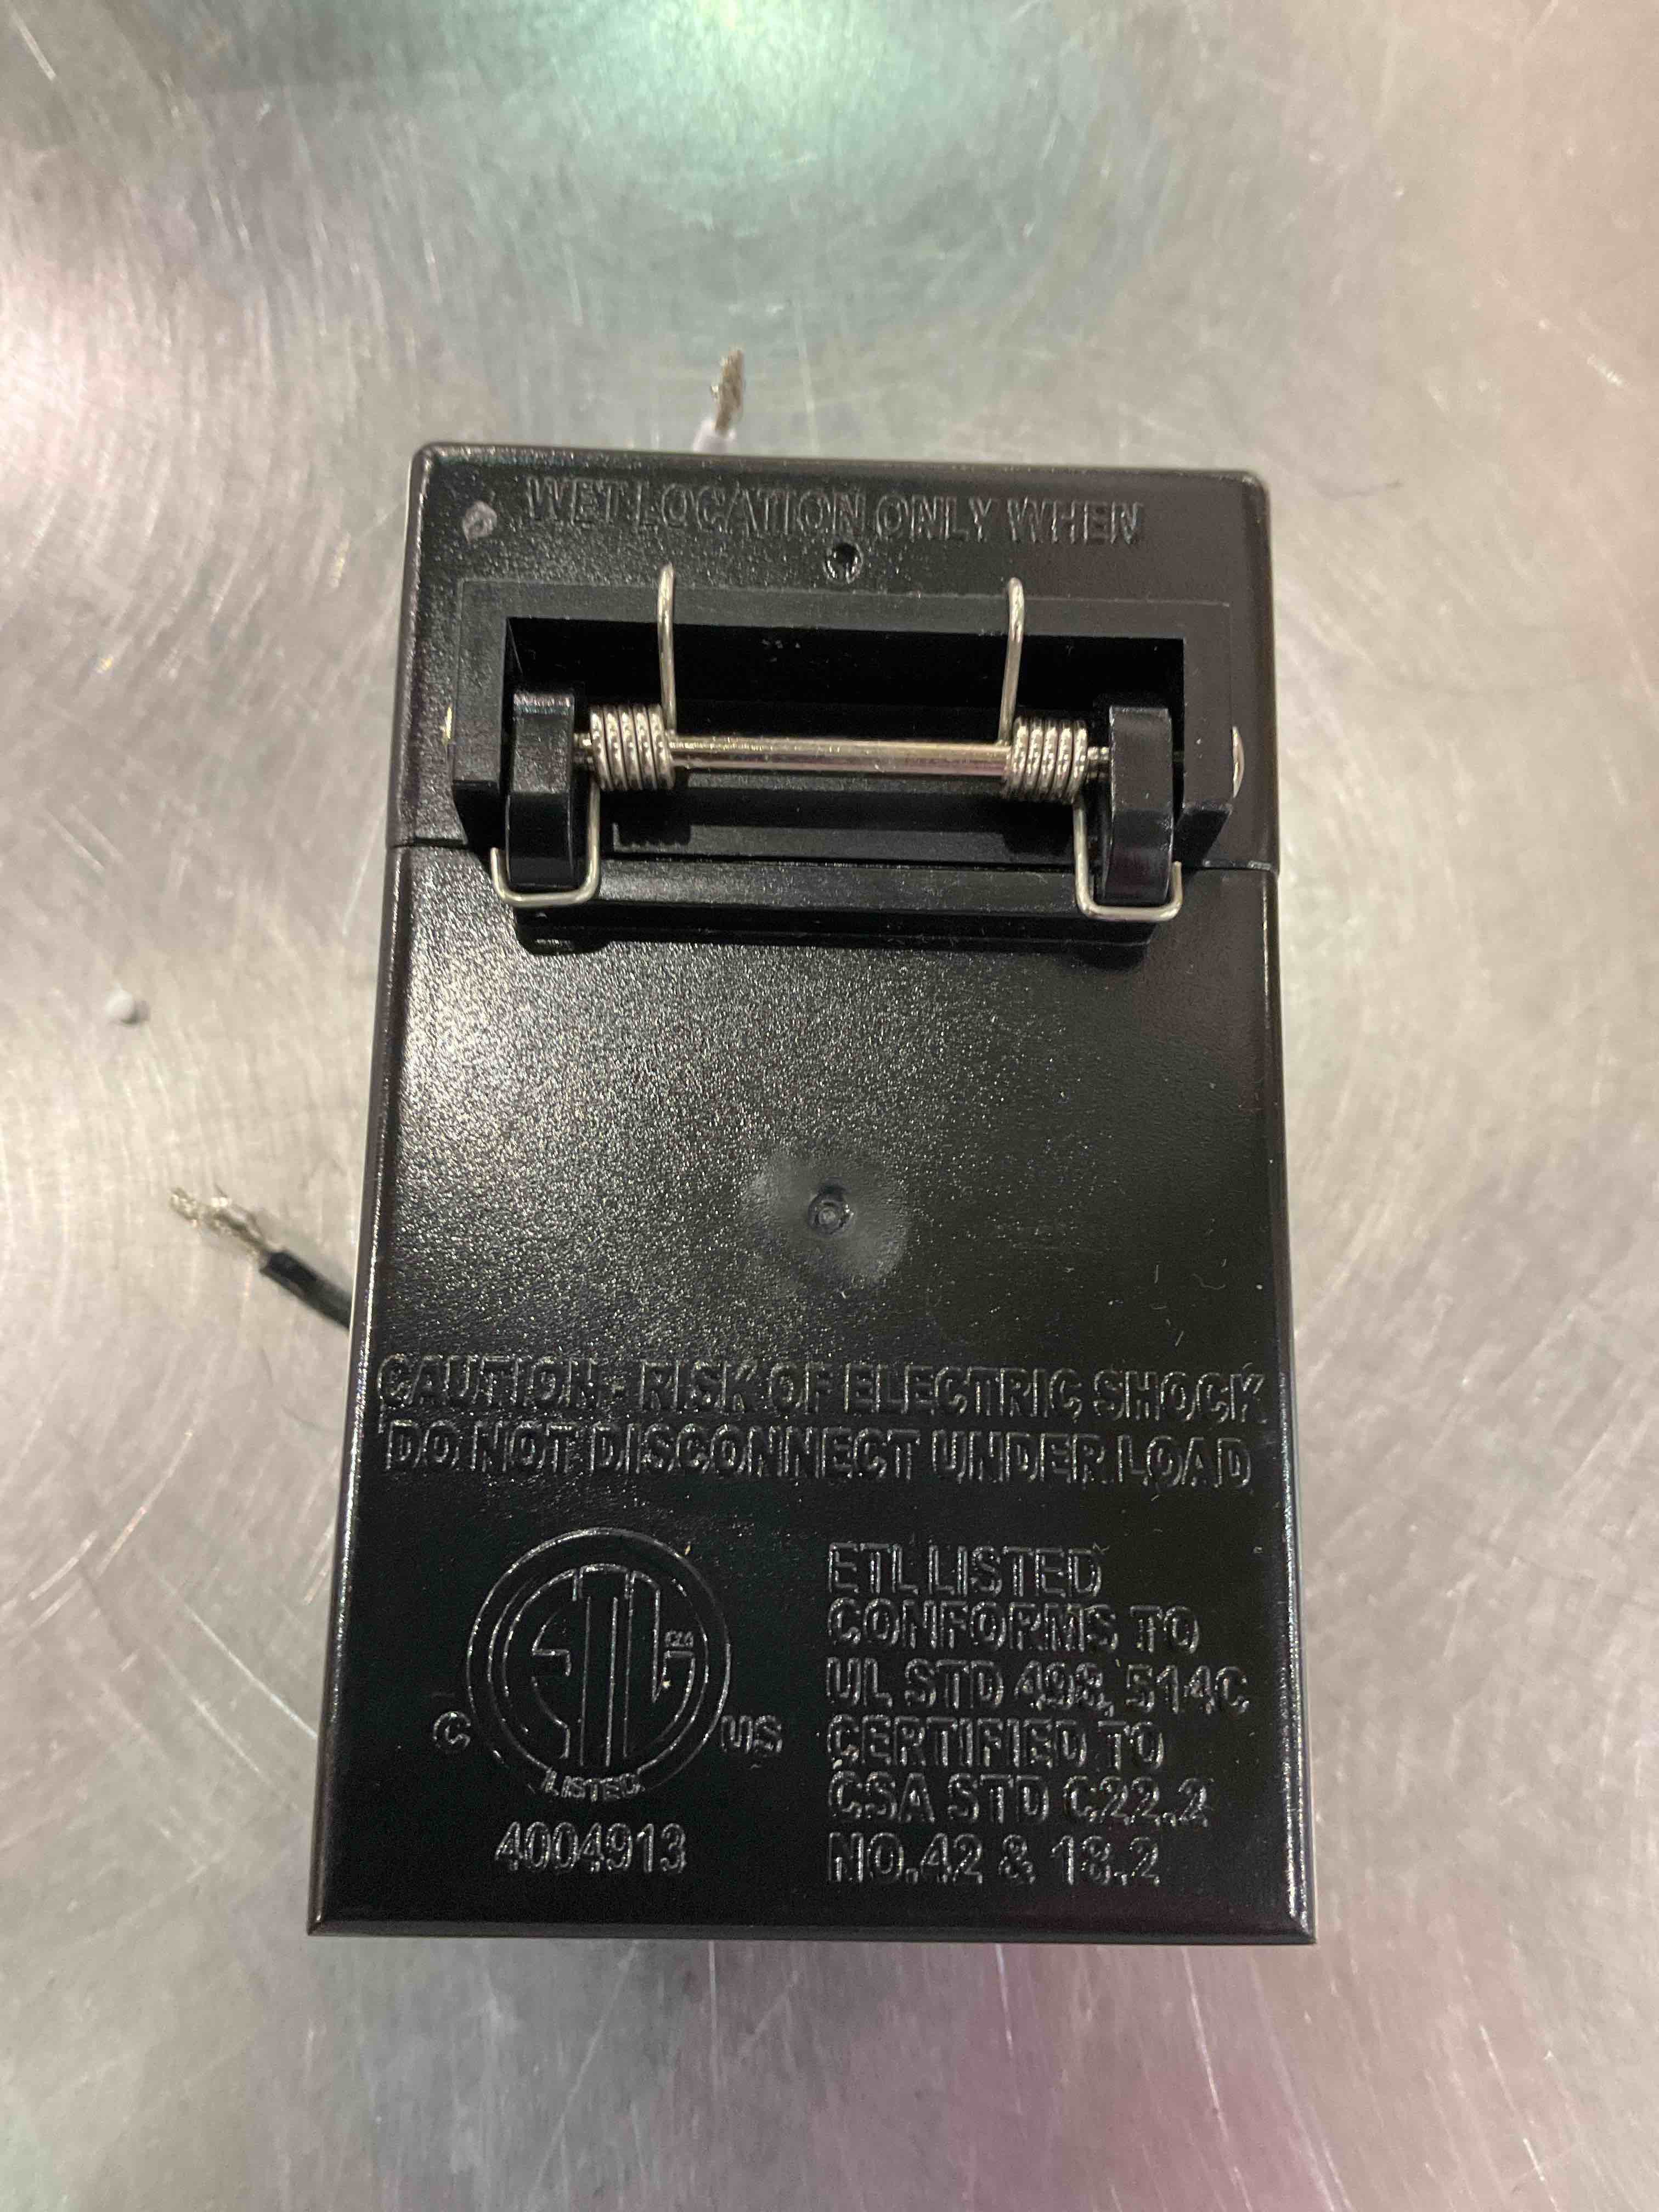 WET LOCATION ONLY WHEN
CAUTION - RISK OF ELECTRIC SHOCK
DO NOT DISCONNECT UNDER LOAD
ETL
C
US
LISTED
4004913
ETL LISTED
CONFORMS TO
UL STD 498, 514C
CERTIFIED TO
CSA STD C22.2
NO.42 & 18.2